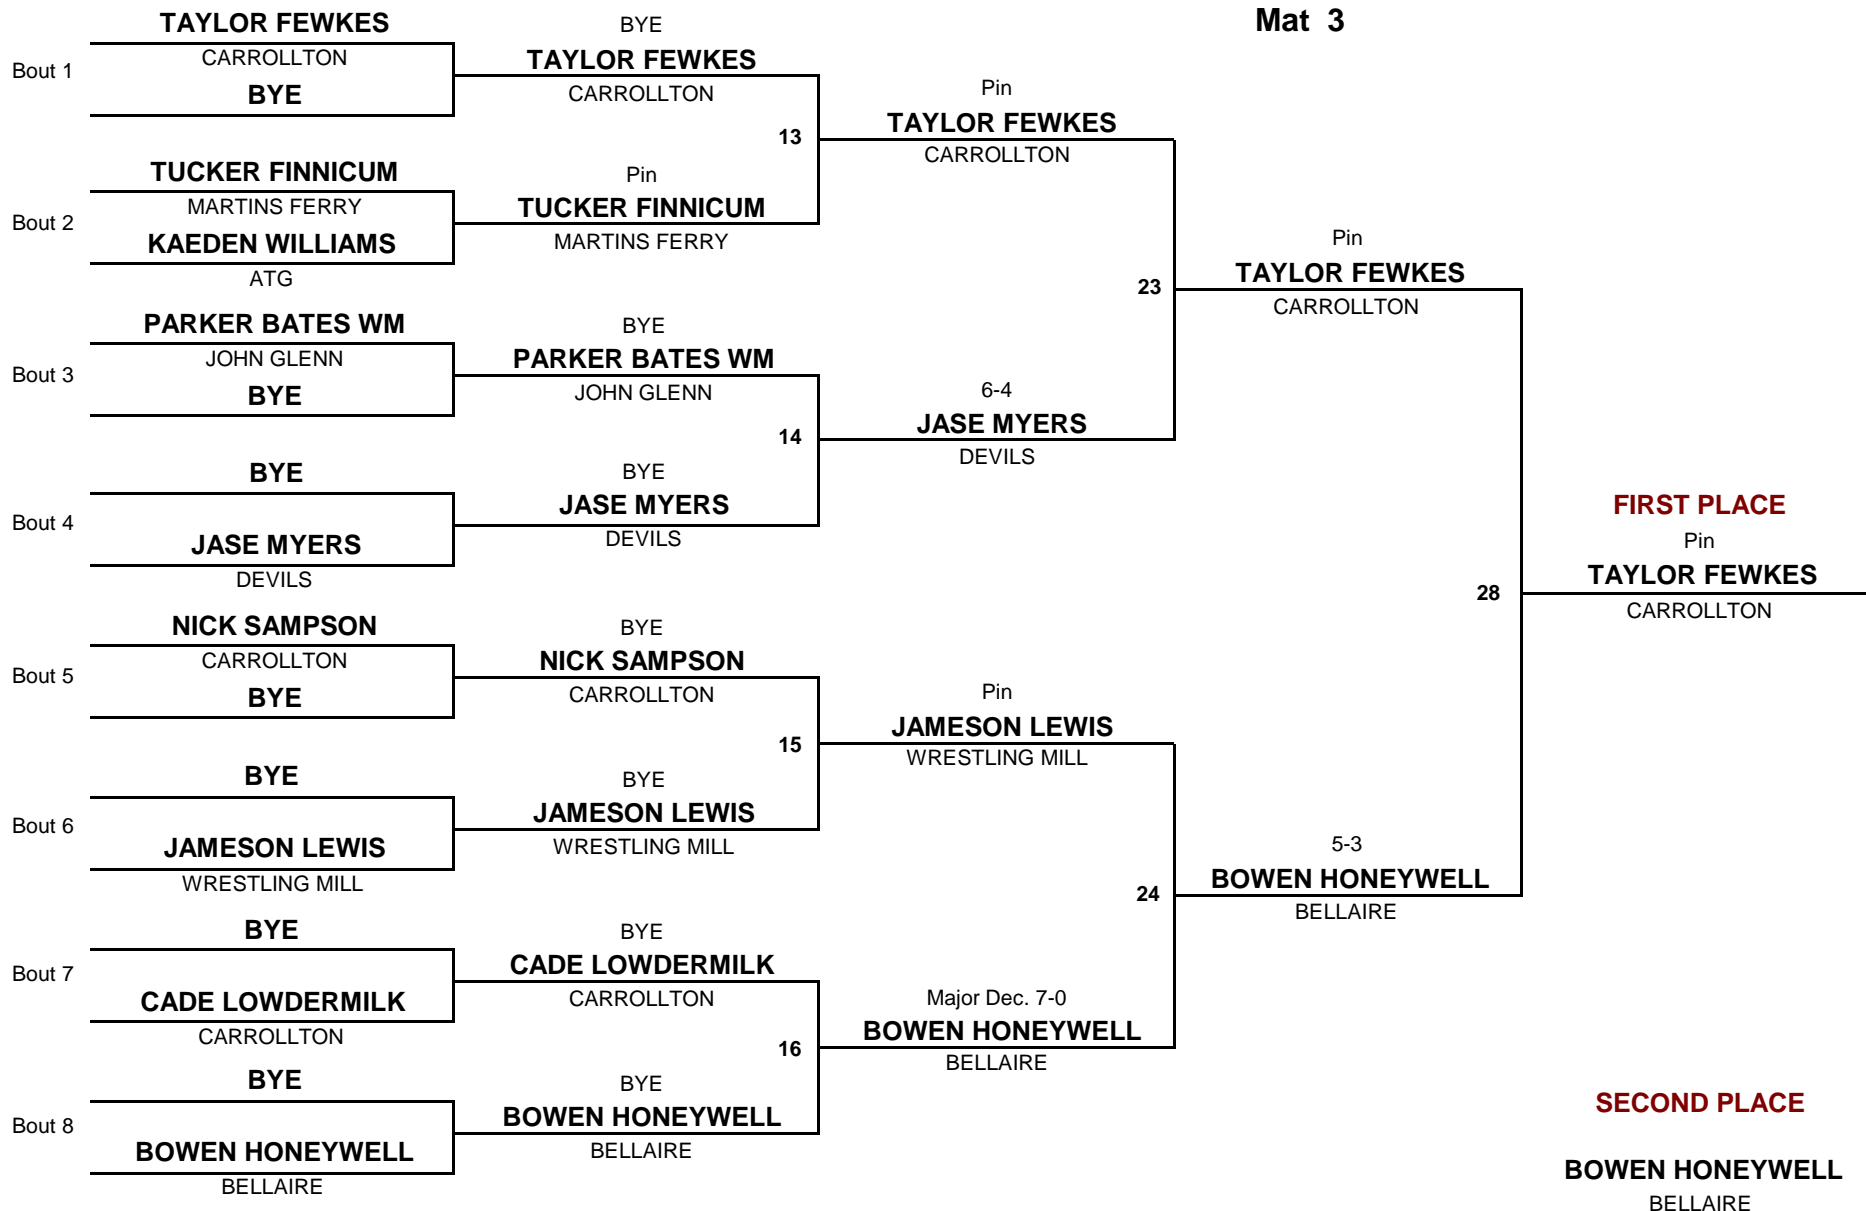 Mat 3
TAYLOR FEWKES
CARROLLTON
Bout 1
BYE
TUCKER FINNICUM
MARTINS FERRY
Bout 2
KAEDEN WILLIAMS
ATG
PARKER BATES WM
JOHN GLENN
Bout 3
BYE
BYE
Bout 4
JASE MYERS
DEVILS
NICK SAMPSON
CARROLLTON
Bout 5
BYE
BYE
Bout 6
JAMESON LEWIS
WRESTLING MILL
BYE
Bout 7
CADE LOWDERMILK
CARROLLTON
BYE
Bout 8
BOWEN HONEYWELL
BELLAIRE
BYE
TAYLOR FEWKES
CARROLLTON
13
Pin
TUCKER FINNICUM
MARTINS FERRY
BYE
PARKER BATES WM
JOHN GLENN
14
BYE
JASE MYERS
DEVILS
BYE
NICK SAMPSON
CARROLLTON
15
BYE
JAMESON LEWIS
WRESTLING MILL
BYE
CADE LOWDERMILK
CARROLLTON
16
BYE
BOWEN HONEYWELL
BELLAIRE
Pin
TAYLOR FEWKES
CARROLLTON
23
6-4
JASE MYERS
DEVILS
Pin
JAMESON LEWIS
WRESTLING MILL
24
Major Dec. 7-0
BOWEN HONEYWELL
BELLAIRE
Pin
TAYLOR FEWKES
CARROLLTON
28
5-3
BOWEN HONEYWELL
BELLAIRE
FIRST PLACE
Pin
TAYLOR FEWKES
CARROLLTON
SECOND PLACE
BOWEN HONEYWELL
BELLAIRE